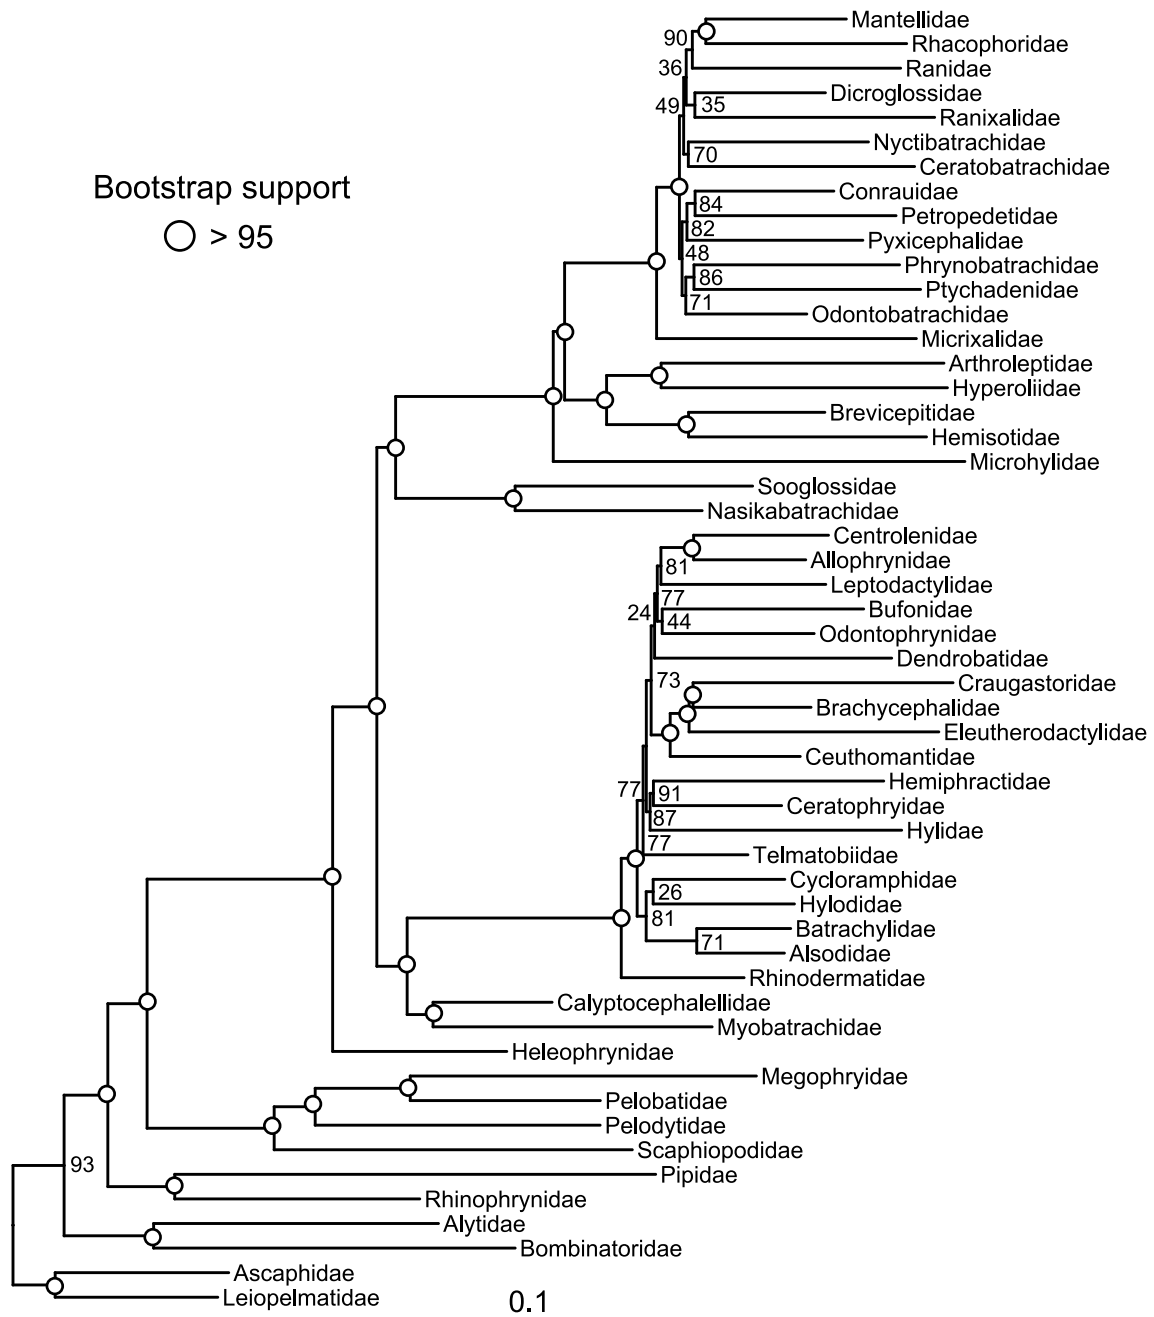 Mantellidae
90
Rhacophoridae
36
Ranidae
Dicroglossidae
49
35
Ranixalidae
Nyctibatrachidae
70
Ceratobatrachidae
Bootstrap support
Conrauidae
84
Petropedetidae
82
> 95
Pyxicephalidae
48
Phrynobatrachidae
86
Ptychadenidae
71
Odontobatrachidae
Micrixalidae
Arthroleptidae
Hyperoliidae
Brevicepitidae
Hemisotidae
Microhylidae
Sooglossidae
Nasikabatrachidae
Centrolenidae
Allophrynidae
81
Leptodactylidae
77
Bufonidae
24
44
Odontophrynidae
Dendrobatidae
73
Craugastoridae
Brachycephalidae
Eleutherodactylidae
Ceuthomantidae
Hemiphractidae
77
91
Ceratophryidae
87
Hylidae
77
Telmatobiidae
Cycloramphidae
26
Hylodidae
81
Batrachylidae
71
Alsodidae
Rhinodermatidae
Calyptocephalellidae
Myobatrachidae
Heleophrynidae
Megophryidae
Pelobatidae
Pelodytidae
Scaphiopodidae
93
Pipidae
Rhinophrynidae
Alytidae
Bombinatoridae
Ascaphidae
Leiopelmatidae
0.1